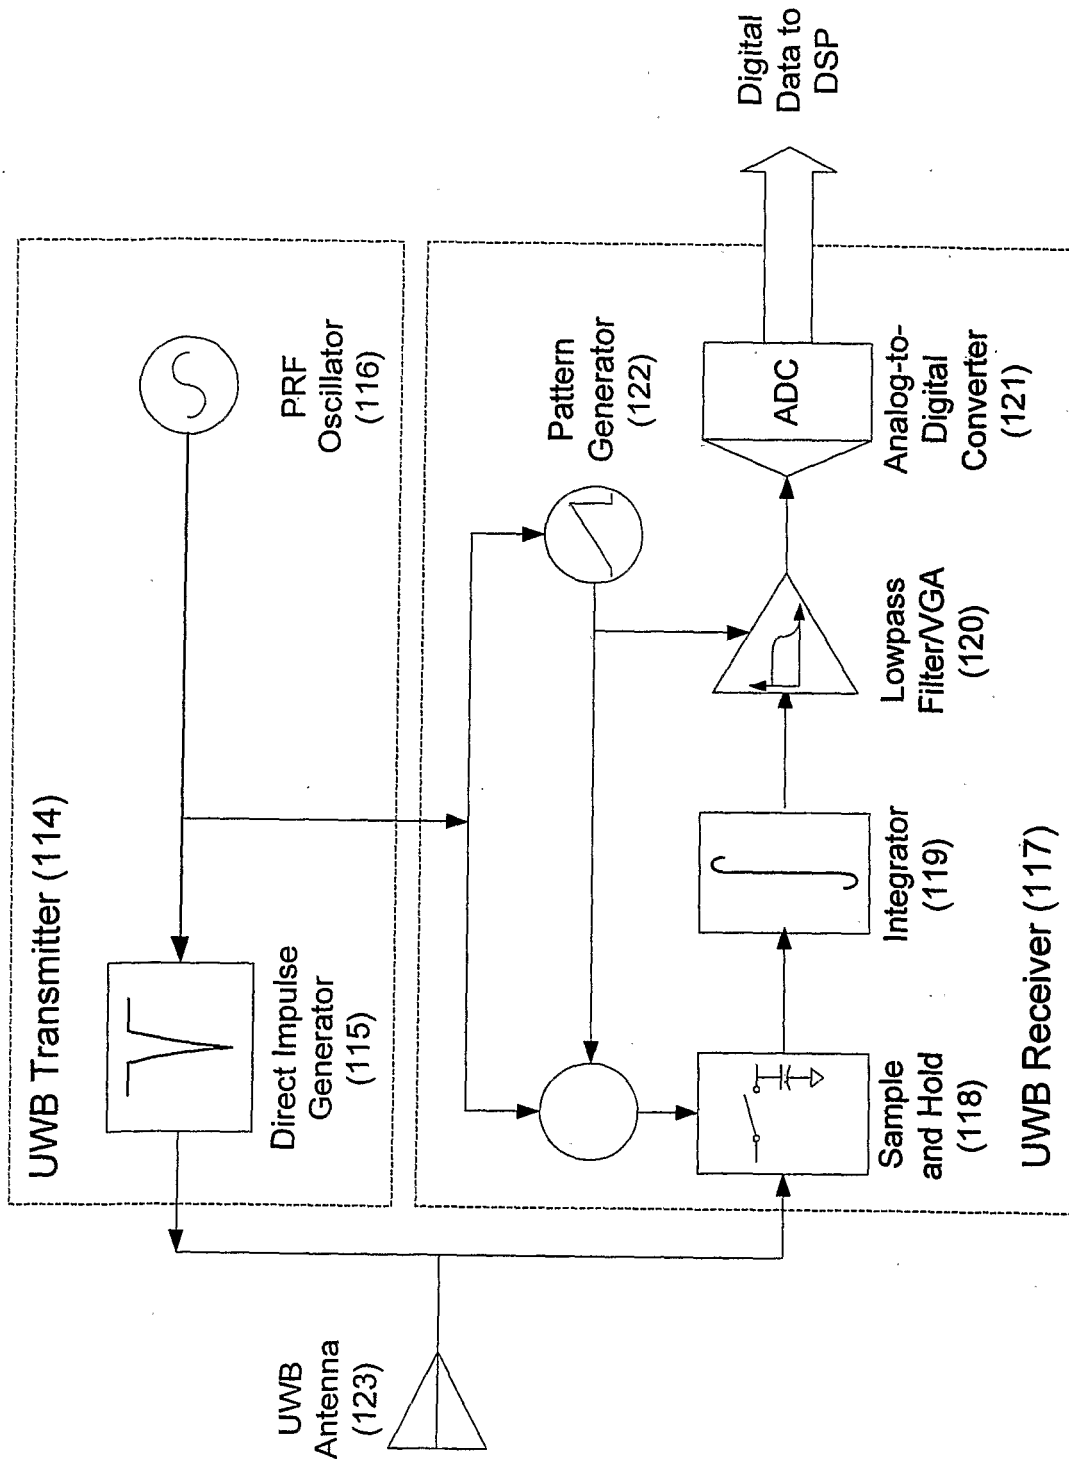 UWB Transmitter (114)
Direct Impulse
Generator
(115)
PRF
Oscillator
(116)
UWB
Antenna
(123)
Pattern
Generator
(122)
Sample
and Hold
(118)
Integrator
(119)
Lowpass
Filter/VGA
(120)
ADC
Analog-to-
Digital
Converter
(121)
Digital
Data to
DSP
UWB Receiver (117)